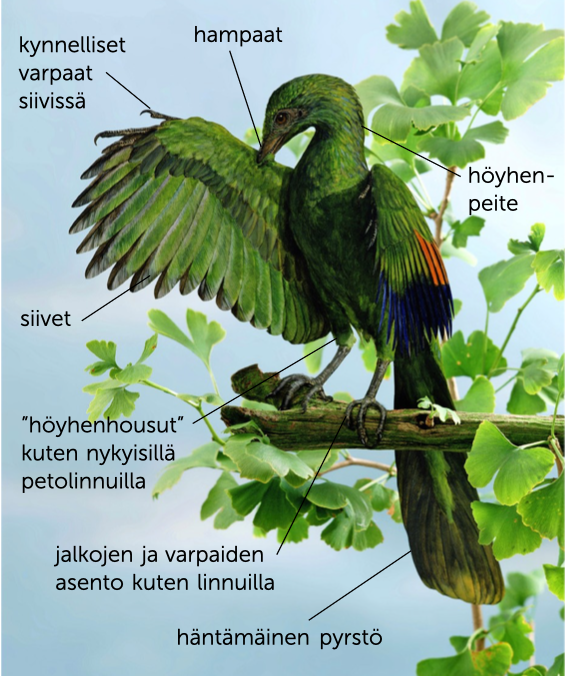 kynnelliset
varpaat
siivissä
hampaat
höyhen-
peite
siivet
"höyhenhousut"
kuten nykyisillä
petolinnuilla
jalkojen ja varpaiden
asento kuten linnuilla
häntämäinen pyrstö